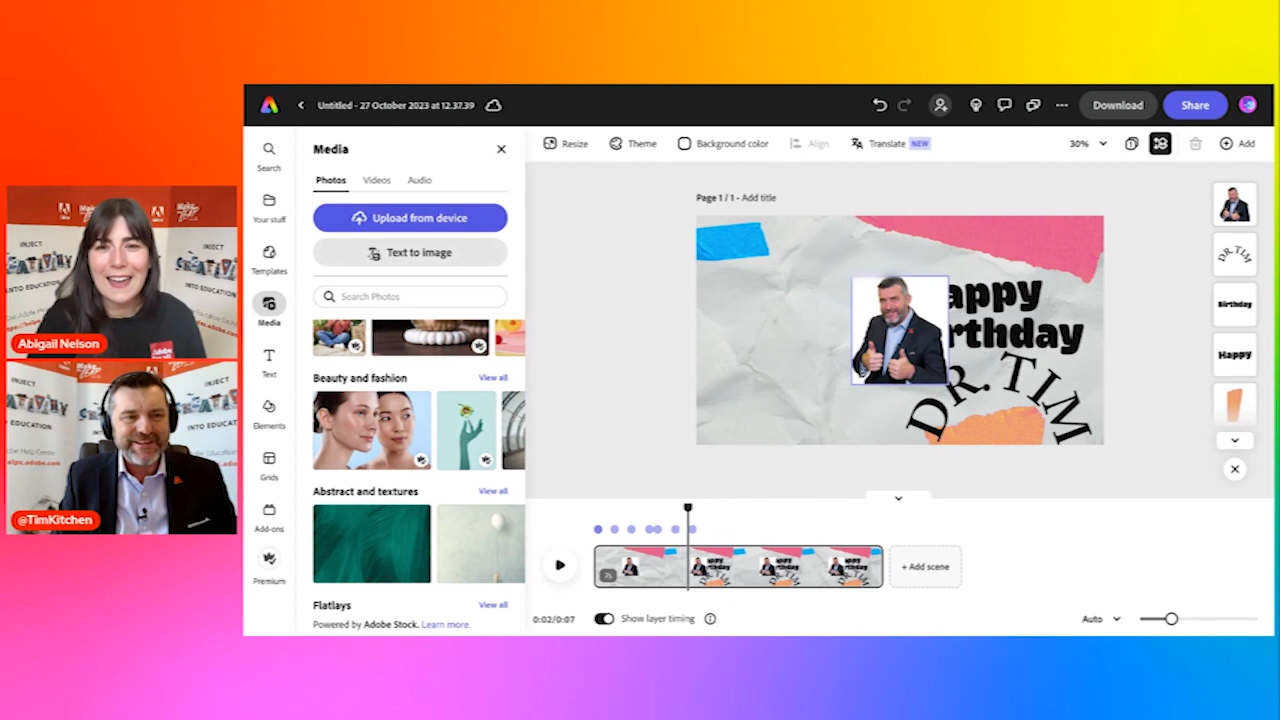 Untitled - 27 October 2023 at 12.37.39
Download
Share
Search
Your stuff
Templates
Media
Text
Elements
Grids
Add-ons
Premium
Media
Photos
Videos
Audio
Upload from device
Text to image
Search Photos
Beauty and fashion
View all
Abstract and textures
View all
Flatlays
View all
Powered by Adobe Stock. Learn more.
Resize
Theme
Background color
Align
Translate NEW
30%
Add
Page 1 / 1 - Add title
appy
rthday
DR. TIM
DR. TIM
Birthday
Happy
+ Add scene
0:02/0:07
Show layer timing
Auto
INJECT
INTO EDUCATION
Abigail Nelson
INJECT
EDUCATION
@TimKitchen